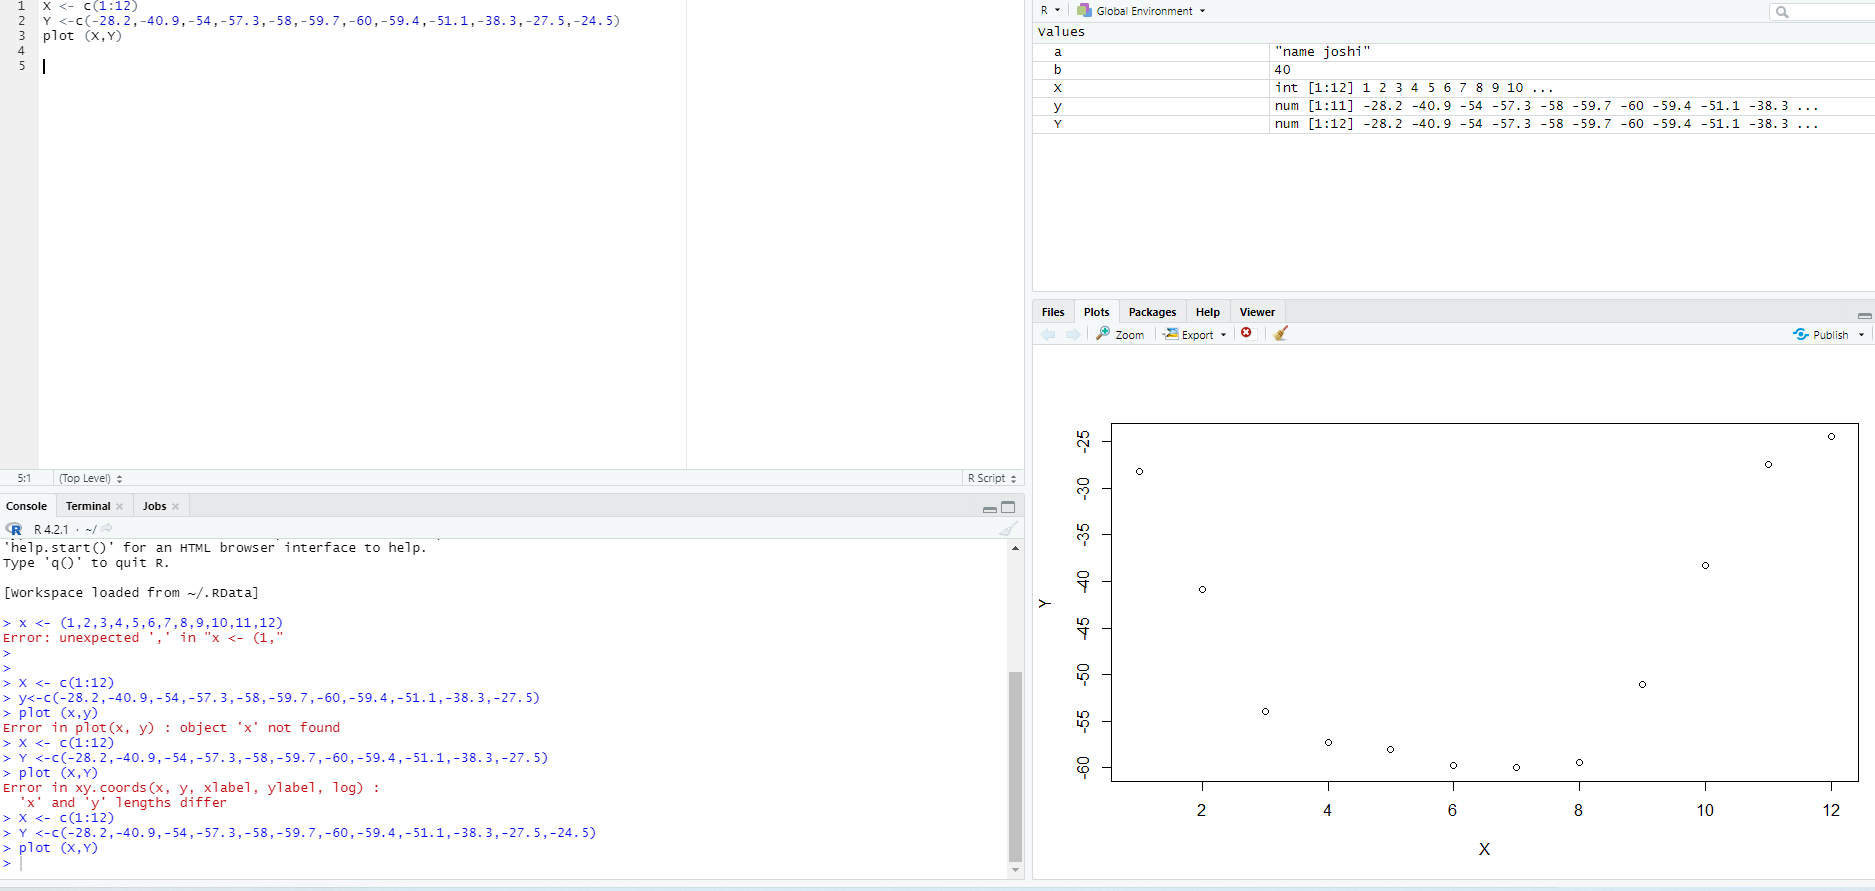 1 X <- c(1:12)
2 Y <-c(-28.2,-40.9,-54,-57.3,-58,-59.7,-60,-59.4,-51.1,-38.3,-27.5,-24.5)
3 plot (X,Y)
4
5
5:1 (Top Level) R Script
Console Terminal Jobs
R R 4.2.1 · ~/
'help.start()' for an HTML browser interface to help.
Type 'q()' to quit R.
[Workspace loaded from ~/.RData]
> x <- (1,2,3,4,5,6,7,8,9,10,11,12)
Error: unexpected ',' in "x <- (1,"
>
>
> X <- c(1:12)
> y<-c(-28.2,-40.9,-54,-57.3,-58,-59.7,-60,-59.4,-51.1,-38.3,-27.5)
> plot (x,y)
Error in plot(x, y) : object 'x' not found
> X <- c(1:12)
> Y <-c(-28.2,-40.9,-54,-57.3,-58,-59.7,-60,-59.4,-51.1,-38.3,-27.5)
> plot (X,Y)
Error in xy.coords(x, y, xlabel, ylabel, log) :
'x' and 'y' lengths differ
> X <- c(1:12)
> Y <-c(-28.2,-40.9,-54,-57.3,-58,-59.7,-60,-59.4,-51.1,-38.3,-27.5,-24.5)
> plot (X,Y)
>
R Global Environment
Values
a "name joshi"
b 40
X int [1:12] 1 2 3 4 5 6 7 8 9 10 ...
y num [1:11] -28.2 -40.9 -54 -57.3 -58 -59.7 -60 -59.4 -51.1 -38.3 ...
Y num [1:12] -28.2 -40.9 -54 -57.3 -58 -59.7 -60 -59.4 -51.1 -38.3 ...
Files Plots Packages Help Viewer
Zoom Export Publish
-25
-30
-35
-40
-45
-50
-55
-60
Y
2 4 6 8 10 12
X